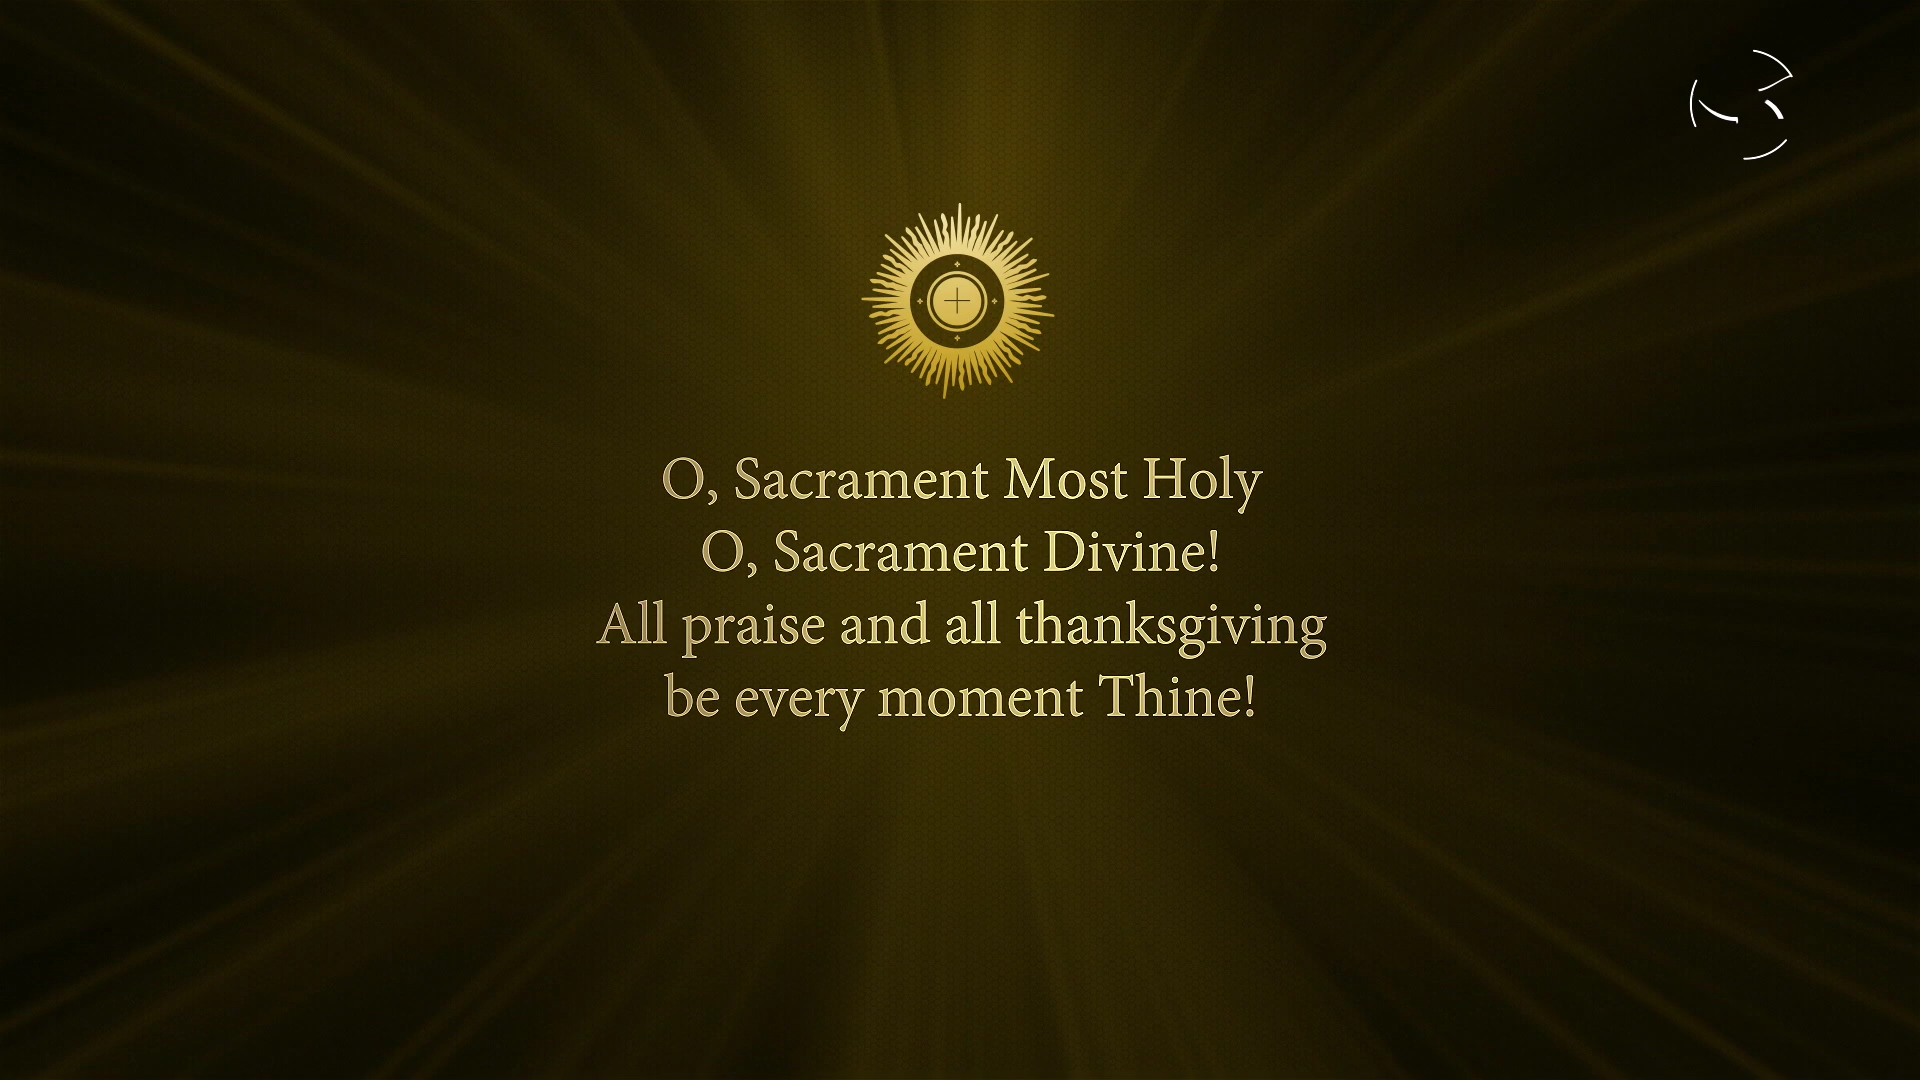 O, Sacrament Most Holy
O, Sacrament Divine!
All praise and all thanksgiving
be every moment Thine!